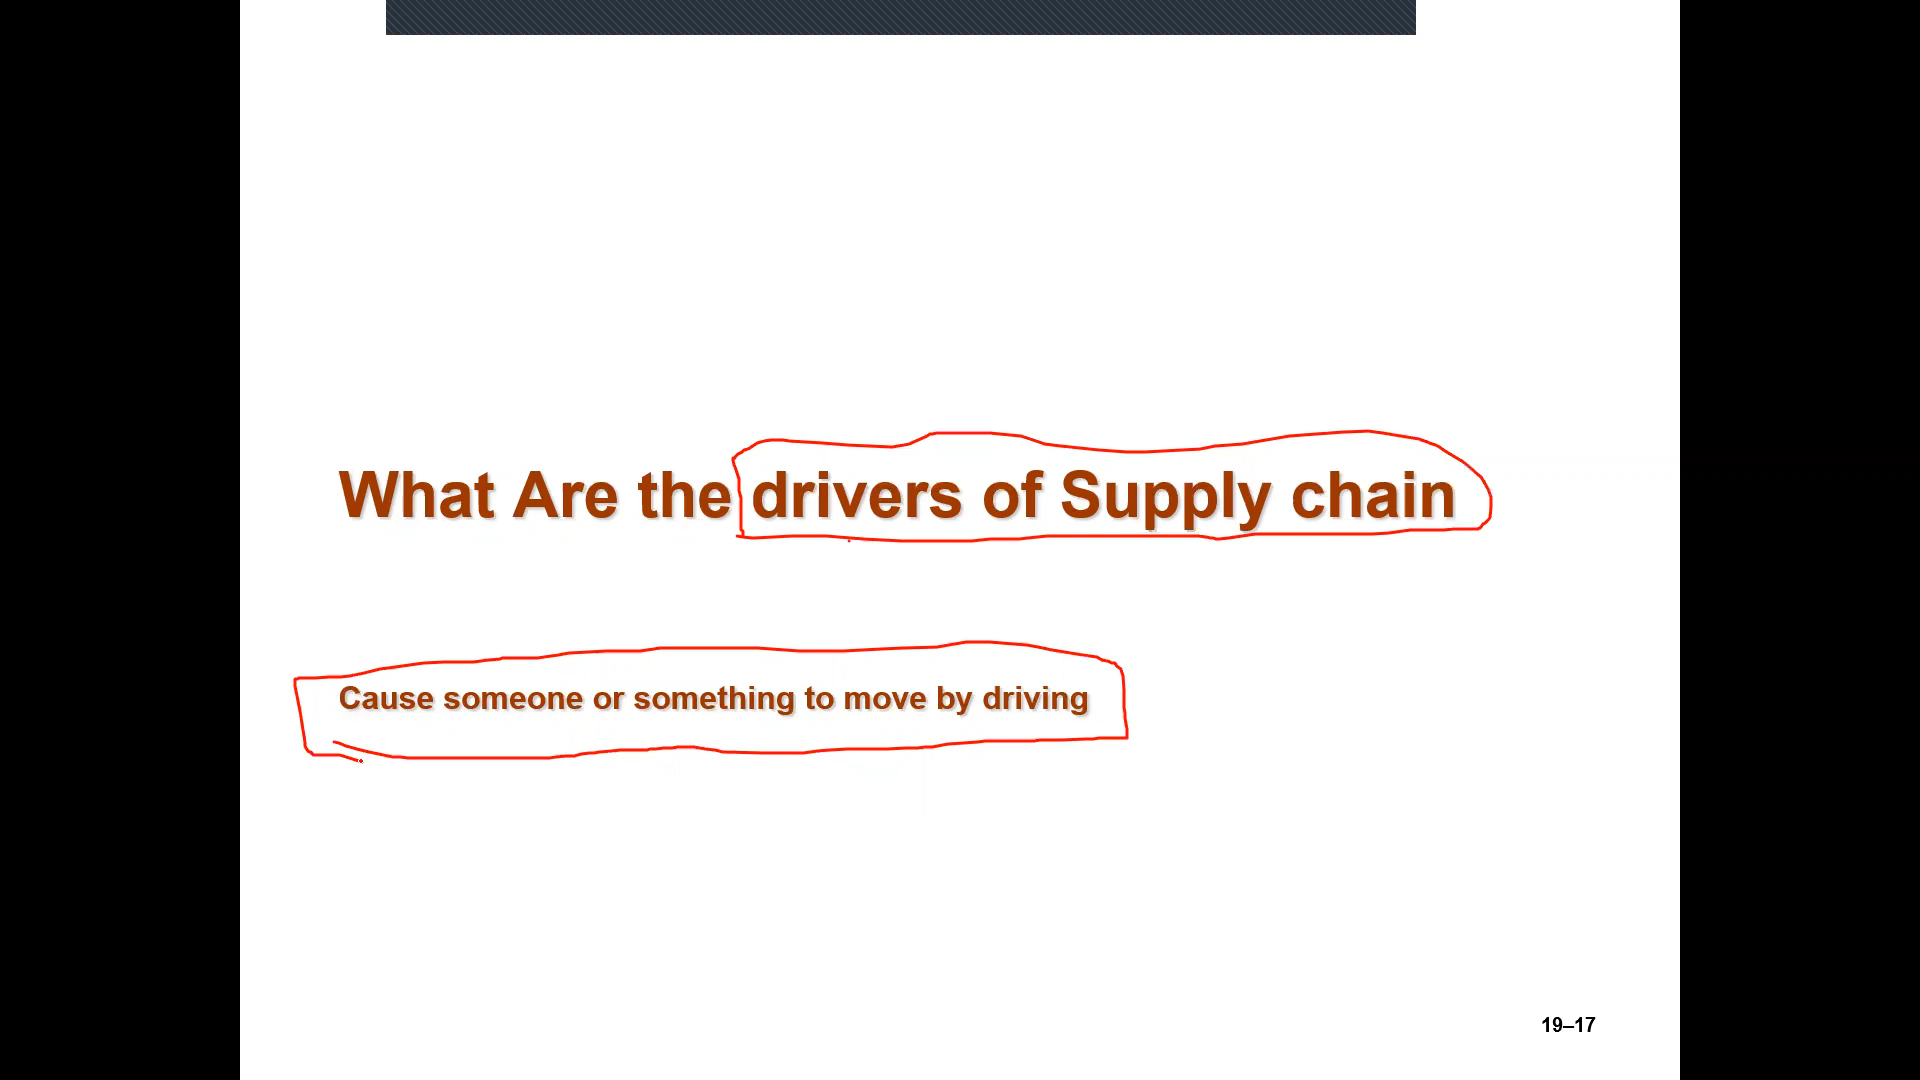 What Are the drivers of Supply chain
Cause someone or something to move by driving
19–17